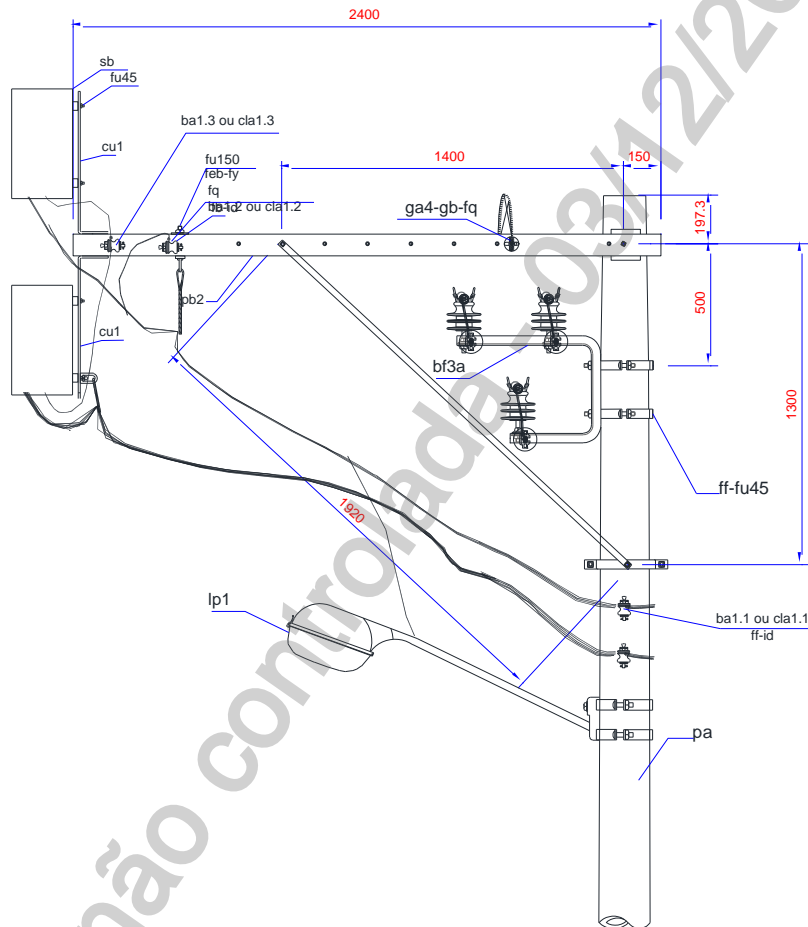 2400
sb
fu45
ba1.3 ou cla1.3
cu1
fu150
feb-fy
fq
ba1.2 ou cla1.2
1400
150
ga4-gb-fq
197.3
pb2
500
cu1
bf3a
1300
ff-fu45
1920
lp1
ba1.1 ou cla1.1
ff-id
pa
não controlada - 03/12/20